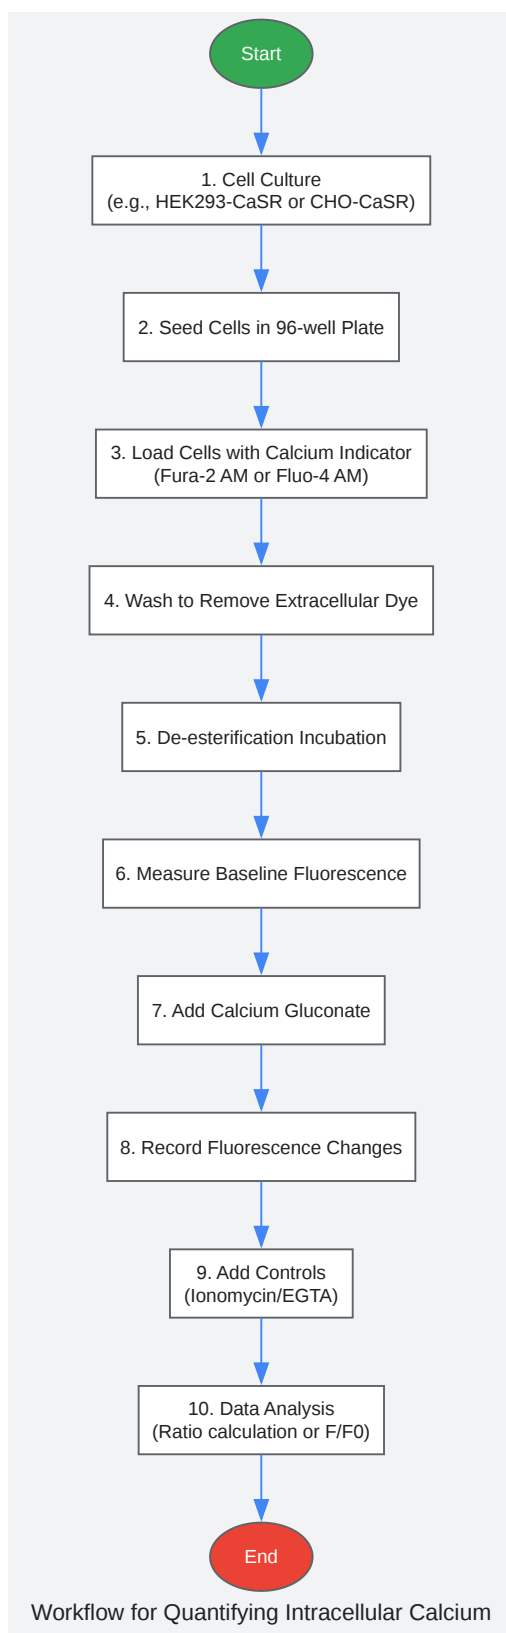 Start
1. Cell Culture
(e.g., HEK293-CaSR or CHO-CaSR)
2. Seed Cells in 96-well Plate
3. Load Cells with Calcium Indicator
(Fura-2 AM or Fluo-4 AM)
4. Wash to Remove Extracellular Dye
5. De-esterification Incubation
6. Measure Baseline Fluorescence
7. Add Calcium Gluconate
8. Record Fluorescence Changes
9. Add Controls
(Ionomycin/EGTA)
10. Data Analysis
(Ratio calculation or F/F0)
End
Workflow for Quantifying Intracellular Calcium